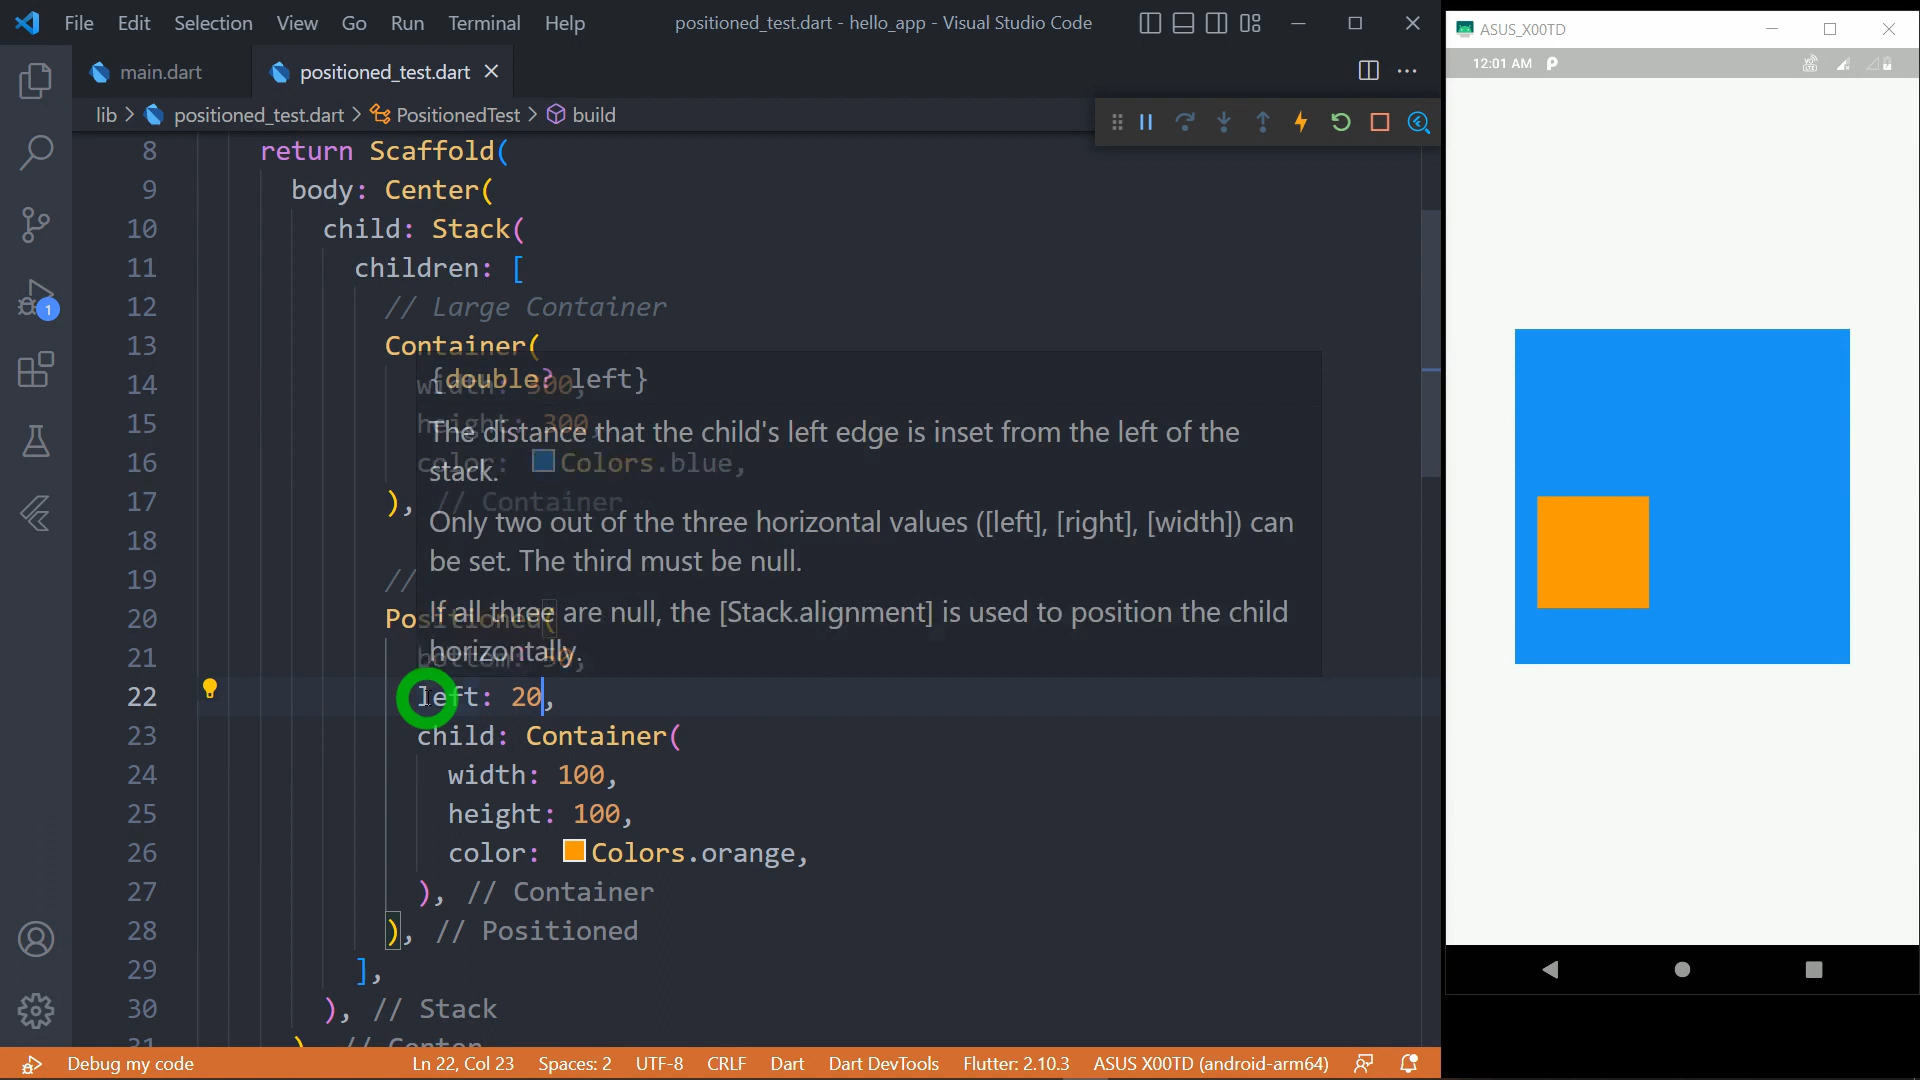 File Edit Selection View Go Run Terminal Help
positioned_test.dart - hello_app - Visual Studio Code
ASUS_X00TD
main.dart
positioned_test.dart
12:01 AM
lib > positioned_test.dart > PositionedTest > build
8 return Scaffold(
9 body: Center(
10 child: Stack(
11 children: [
12 // Large Container
13 Container(
14 width: 300,
{double? left}
15 height: 300,
The distance that the child's left edge is inset from the left of the
stack.
16 color: Colors.blue,
17 ), // Container
Only two out of the three horizontal values ([left], [right], [width]) can
be set. The third must be null.
18
19 //
20 Positioned(
If all three are null, the [Stack.alignment] is used to position the child
horizontally.
21 bottom: 50,
22 left: 20,
23 child: Container(
24 width: 100,
25 height: 100,
26 color: Colors.orange,
27 ), // Container
28 ), // Positioned
29 ],
30 ), // Stack
31 ) // Center
1
Debug my code
Ln 22, Col 23 Spaces: 2 UTF-8 CRLF Dart Dart DevTools Flutter: 2.10.3 ASUS X00TD (android-arm64)